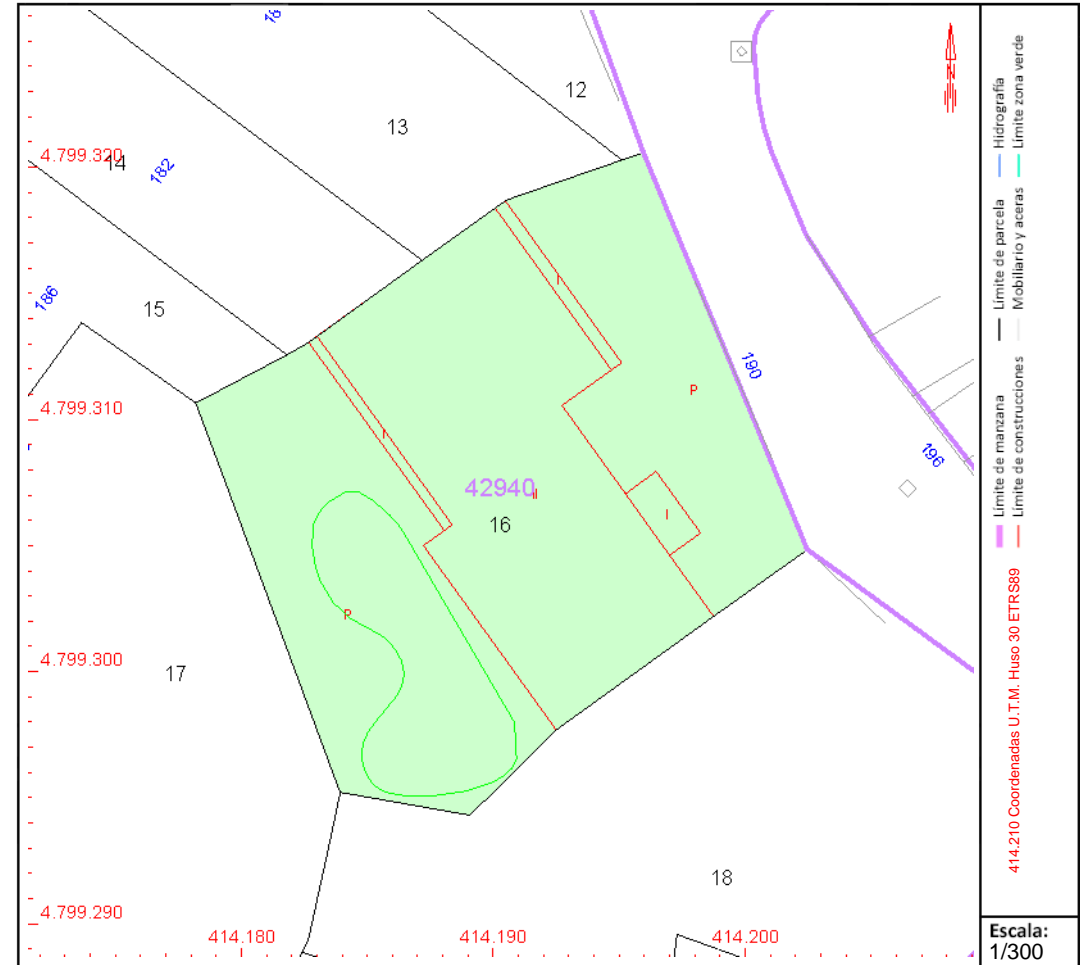 18
12
13
4.799.320
14
182
186
15
190
P
I
4.799.310
I
196
42940
II
16
I
P
4.799.300
17
18
4.799.290
414.180
414.190
414.200
N
Hidrografía
Límite zona verde
Límite de parcela
Mobiliario y aceras
Límite de manzana
Límite de construcciones
414.210 Coordenadas U.T.M. Huso 30 ETRS89
Escala:
1/300